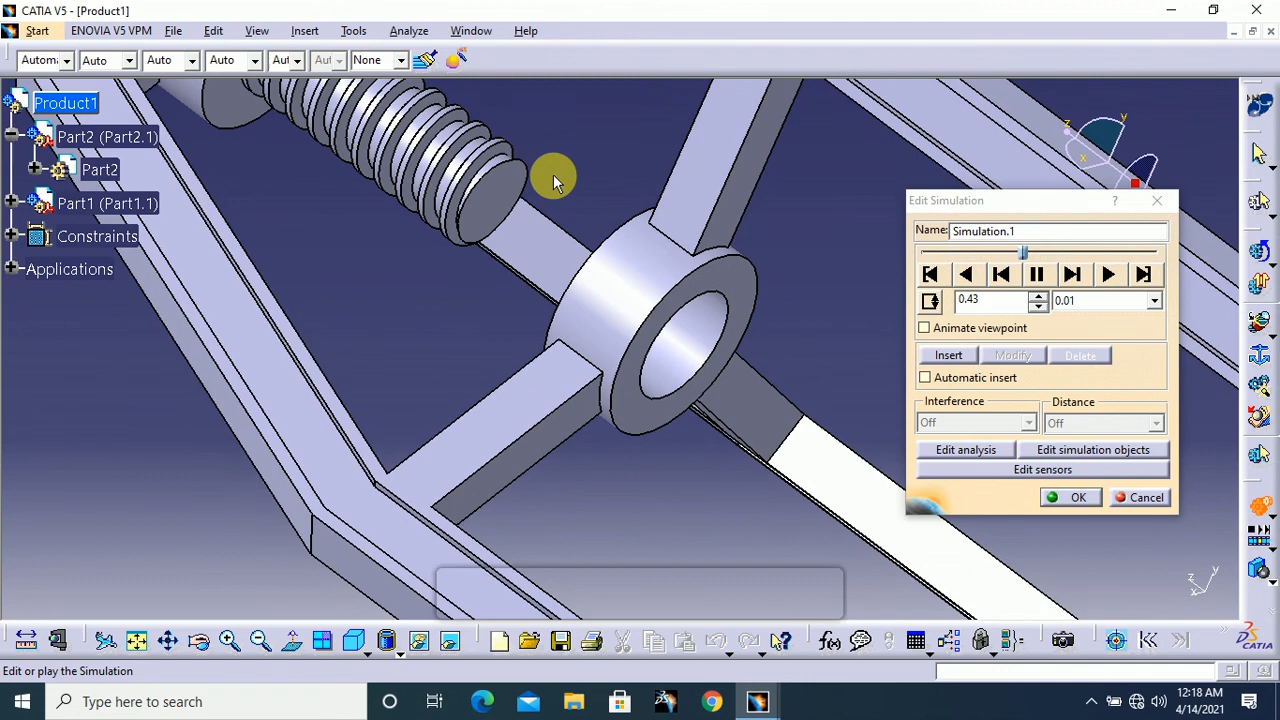 CATIA V5 - [Product1]
Start ENOVIA V5 VPM File Edit View Insert Tools Analyze Window Help
Autom Auto Auto Auto Aut Aut None
Product1
Part2 (Part2.1)
Part2
Part1 (Part1.1)
Constraints
Applications
z y x
Edit Simulation ?
Name: Simulation.1
0.43 0.01
Animate viewpoint
Insert Modify Delete
Automatic insert
Interference Distance
Off Off
Edit analysis Edit simulation objects
Edit sensors
OK Cancel
z y x
f(x)
CATIA
Edit or play the Simulation
Type here to search
12:18 AM
4/14/2021